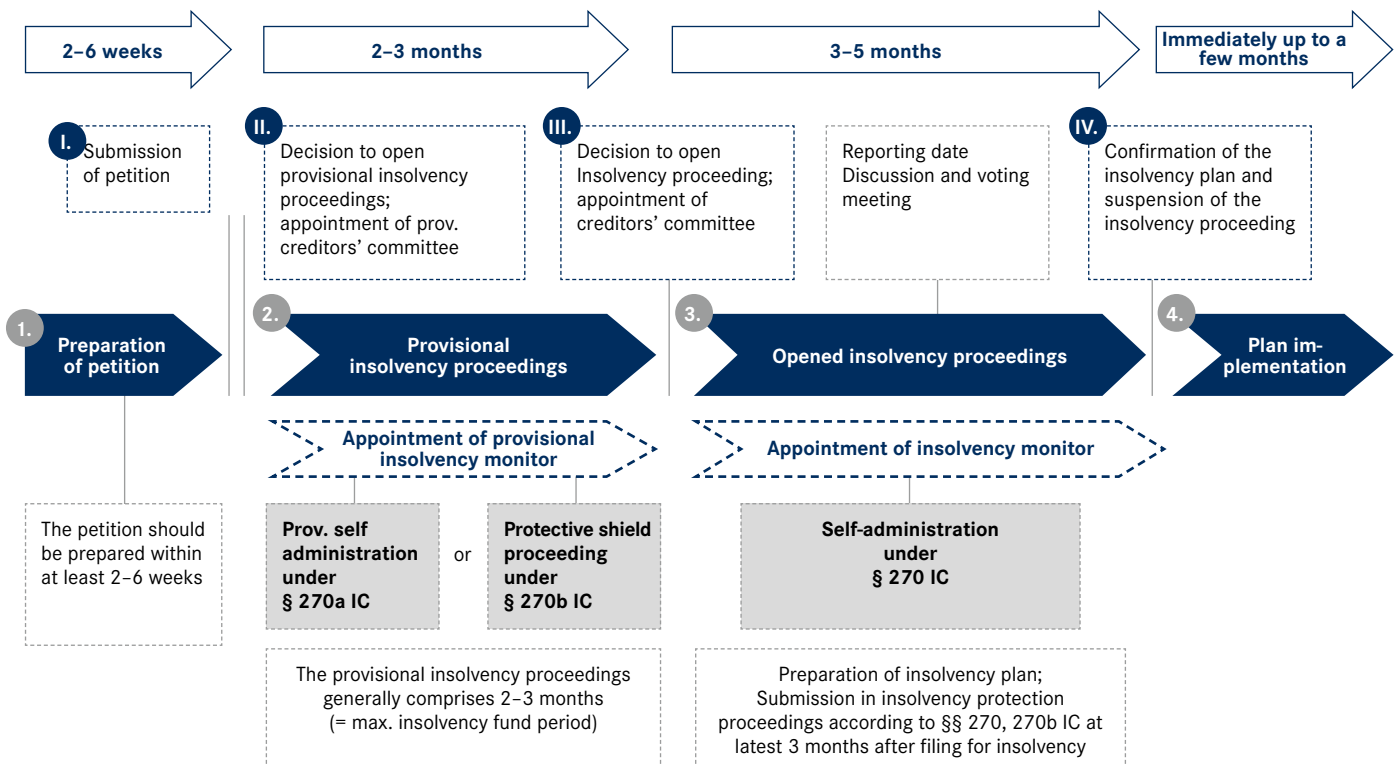 2–6 weeks
2–3 months
3–5 months
Immediately up to a
few months
I.
Submission
of petition
II.
Decision to open
provisional insolvency
proceedings;
appointment of prov.
creditors’ committee
III.
Decision to open
Insolvency proceeding;
appointment of
creditors’ committee
Reporting date
Discussion and voting
meeting
IV.
Confirmation of the
insolvency plan and
suspension of the
insolvency proceeding
1.
Preparation
of petition
2.
Provisional
insolvency proceedings
3.
Opened insolvency proceedings
4.
Plan im-
plementation
Appointment of provisional
insolvency monitor
Appointment of insolvency monitor
The petition should
be prepared within
at least 2–6 weeks
Prov. self
administration
under
§ 270a IC
or
Protective shield
proceeding
under
§ 270b IC
Self-administration
under
§ 270 IC
The provisional insolvency proceedings
generally comprises 2–3 months
(= max. insolvency fund period)
Preparation of insolvency plan;
Submission in insolvency protection
proceedings according to §§ 270, 270b IC at
latest 3 months after filing for insolvency